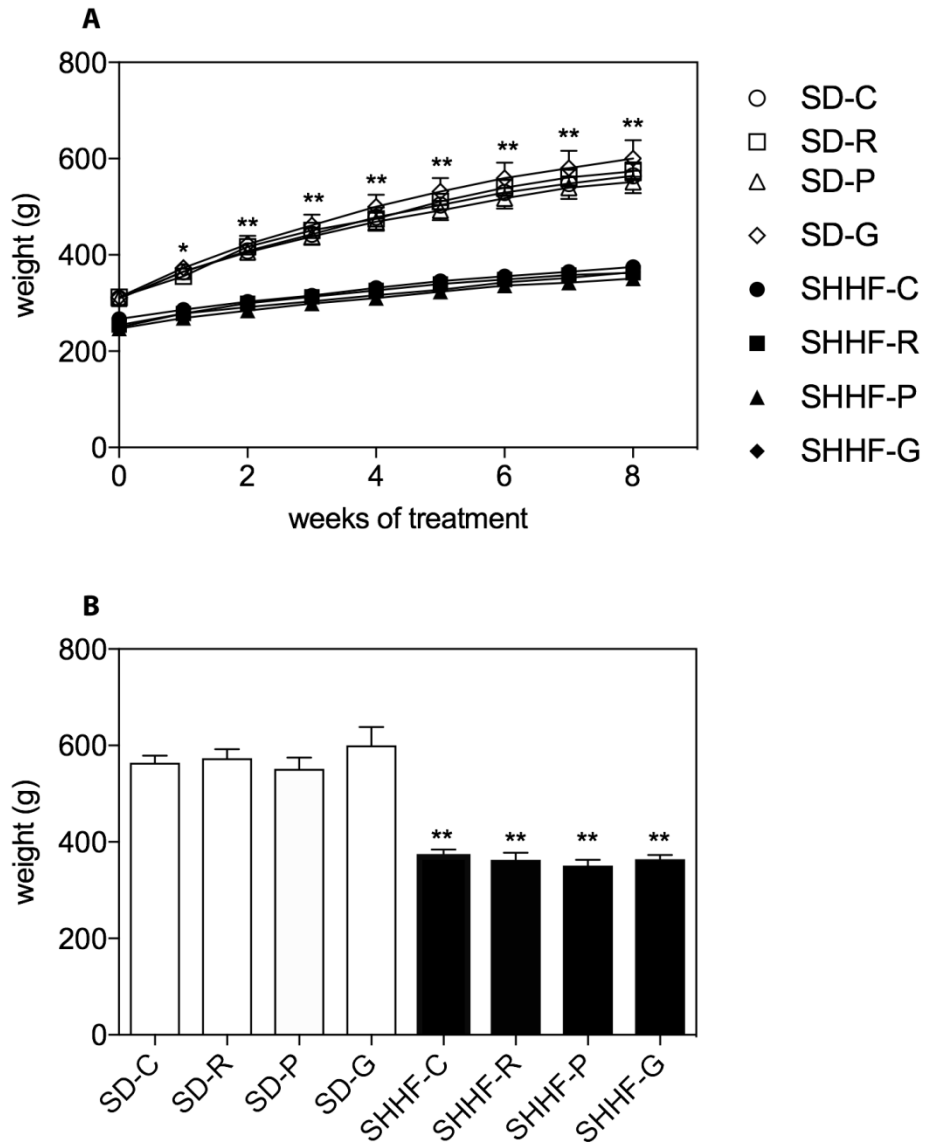 A
800
600
400
200
0
weight (g)
* ** ** ** ** ** ** **
0 2 4 6 8
weeks of treatment
SD-C
SD-R
SD-P
SD-G
SHHF-C
SHHF-R
SHHF-P
SHHF-G
B
800
600
400
200
0
weight (g)
** ** ** **
SD-C SD-R SD-P SD-G SHHF-C SHHF-R SHHF-P SHHF-G